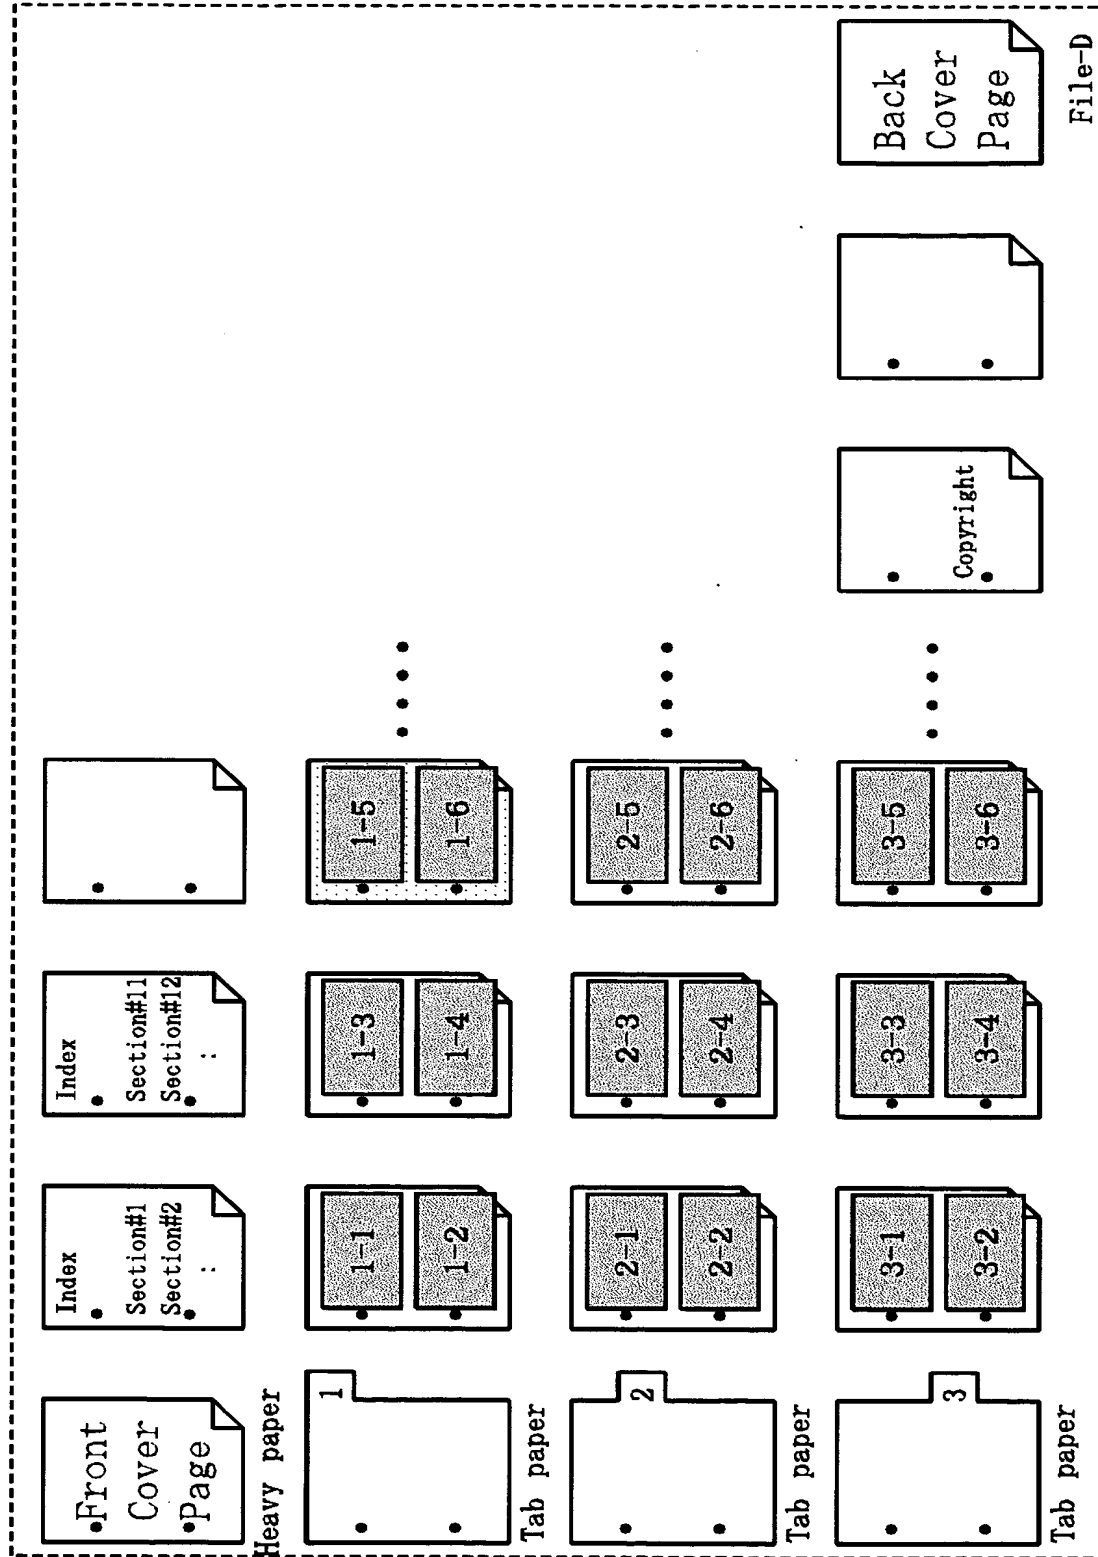 Front
Cover
Page
Heavy paper
Index
Section#1
Section#2
:
Index
Section#11
Section#12
:
1
Tab paper
1-1
1-2
1-3
1-4
1-5
1-6
2
Tab paper
2-1
2-2
2-3
2-4
2-5
2-6
3
Tab paper
3-1
3-2
3-3
3-4
3-5
3-6
Copyright
Back
Cover
Page
File-D